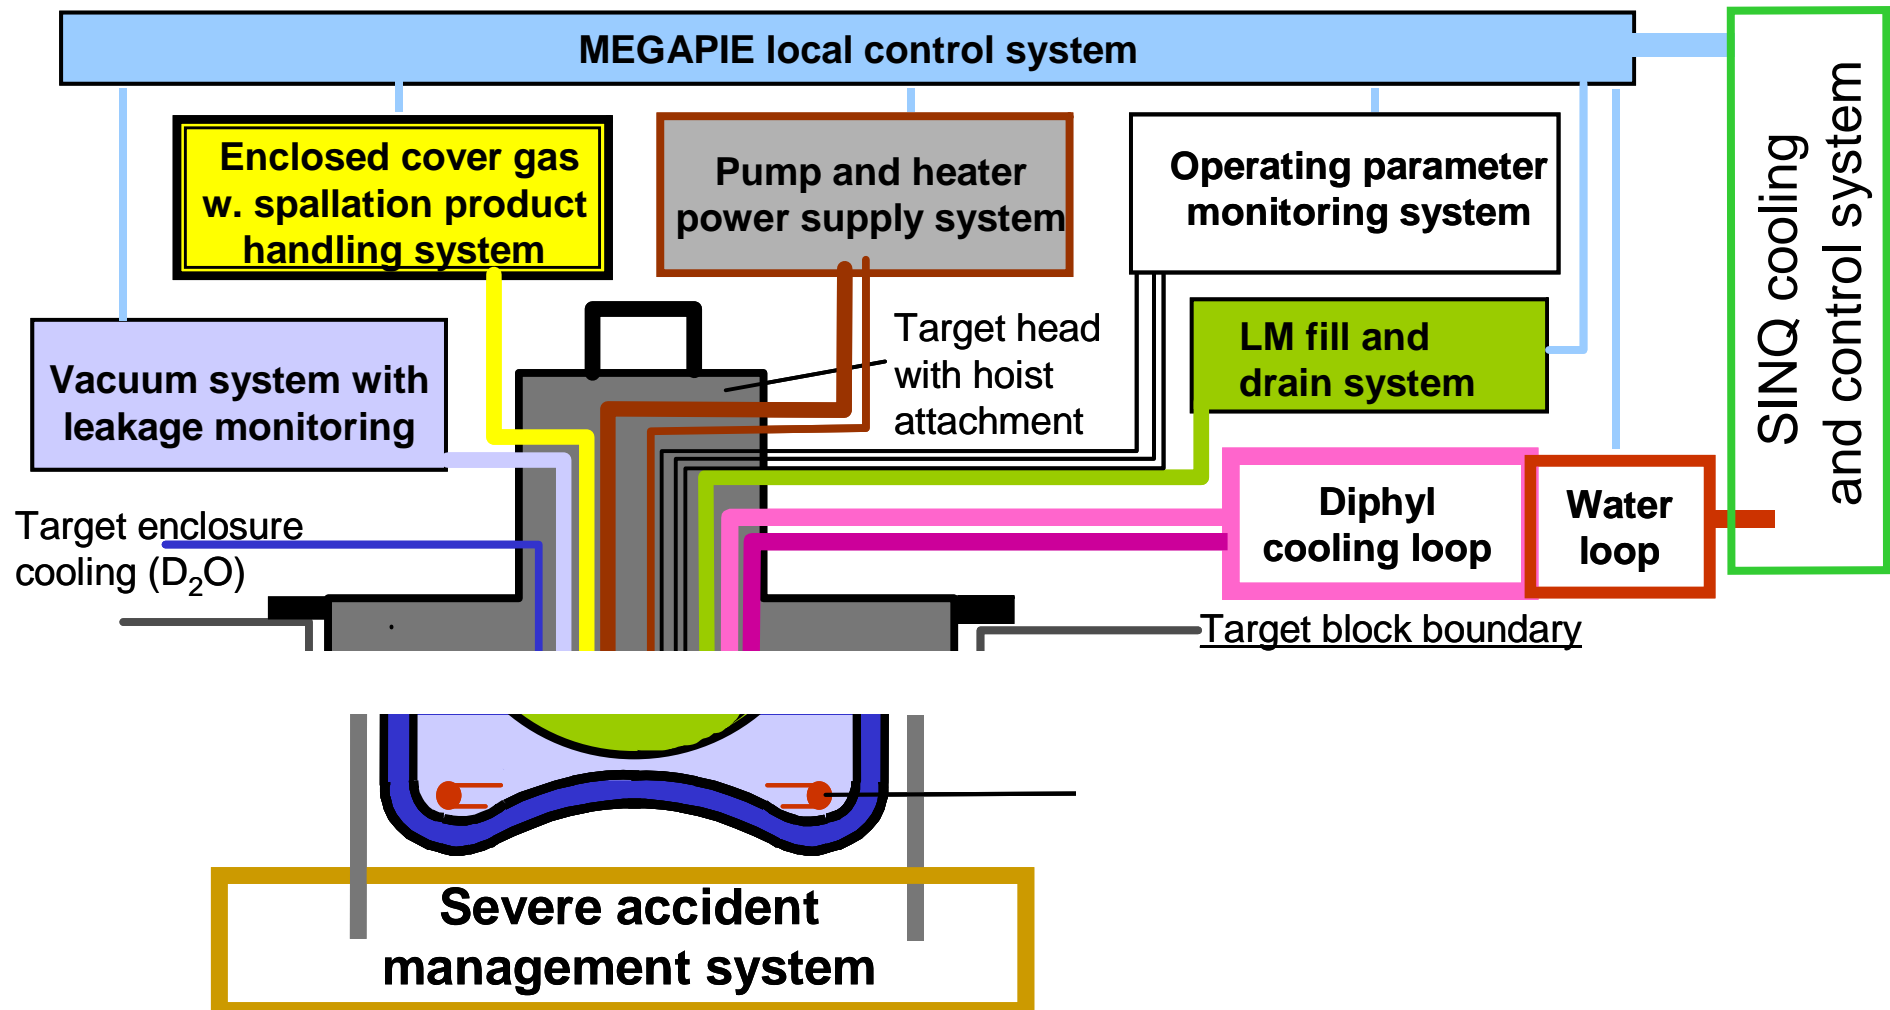 MEGAPIE local control system
Enclosed cover gas
w. spallation product
handling system
Pump and heater
power supply system
Operating parameter
monitoring system
SINQ cooling
and control system
Vacuum system with
leakage monitoring
Target head
with hoist
attachment
LM fill and
drain system
Target enclosure
cooling (D₂O)
Diphyl
cooling loop
Water
loop
Target block boundary
Severe accident
management system